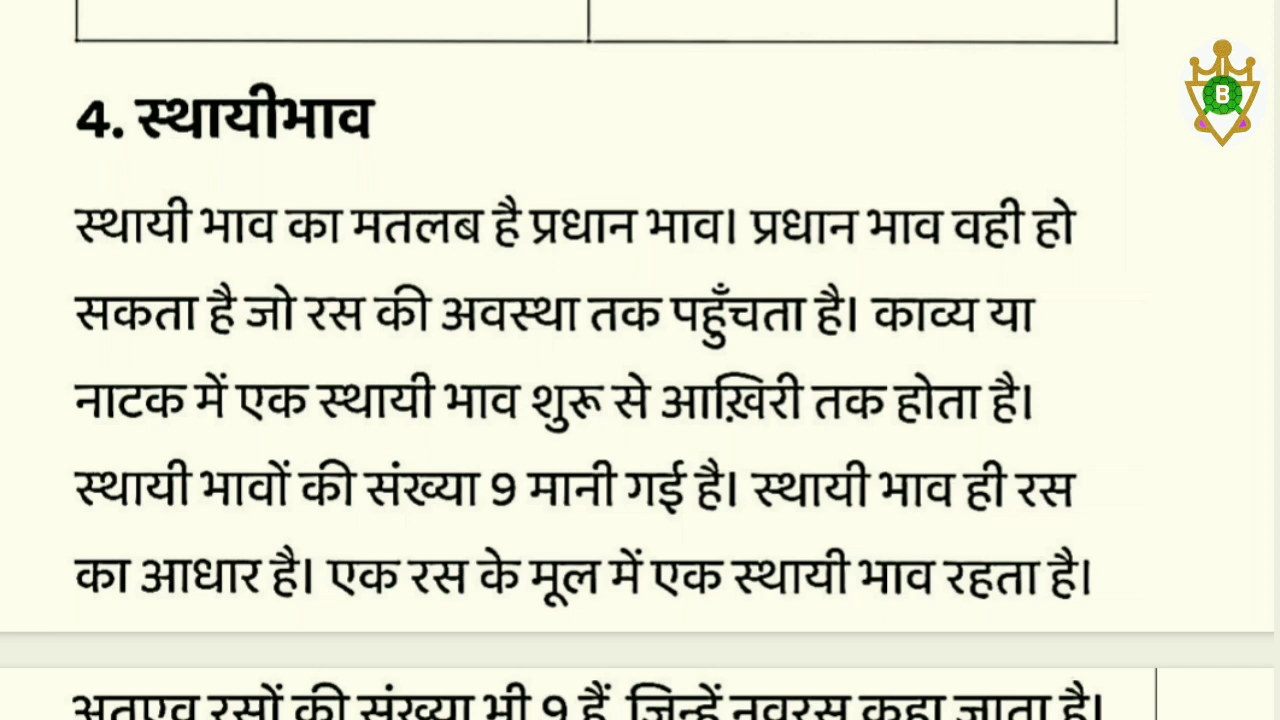 B
4. स्थायीभाव
स्थायी भाव का मतलब है प्रधान भाव। प्रधान भाव वही हो
सकता है जो रस की अवस्था तक पहुँचता है। काव्य या
नाटक में एक स्थायी भाव शुरू से आख़िरी तक होता है।
स्थायी भावों की संख्या 9 मानी गई है। स्थायी भाव ही रस
का आधार है। एक रस के मूल में एक स्थायी भाव रहता है।
अतएव रसों की संख्या भी 9 हैं, जिन्हें नवरस कहा जाता है।